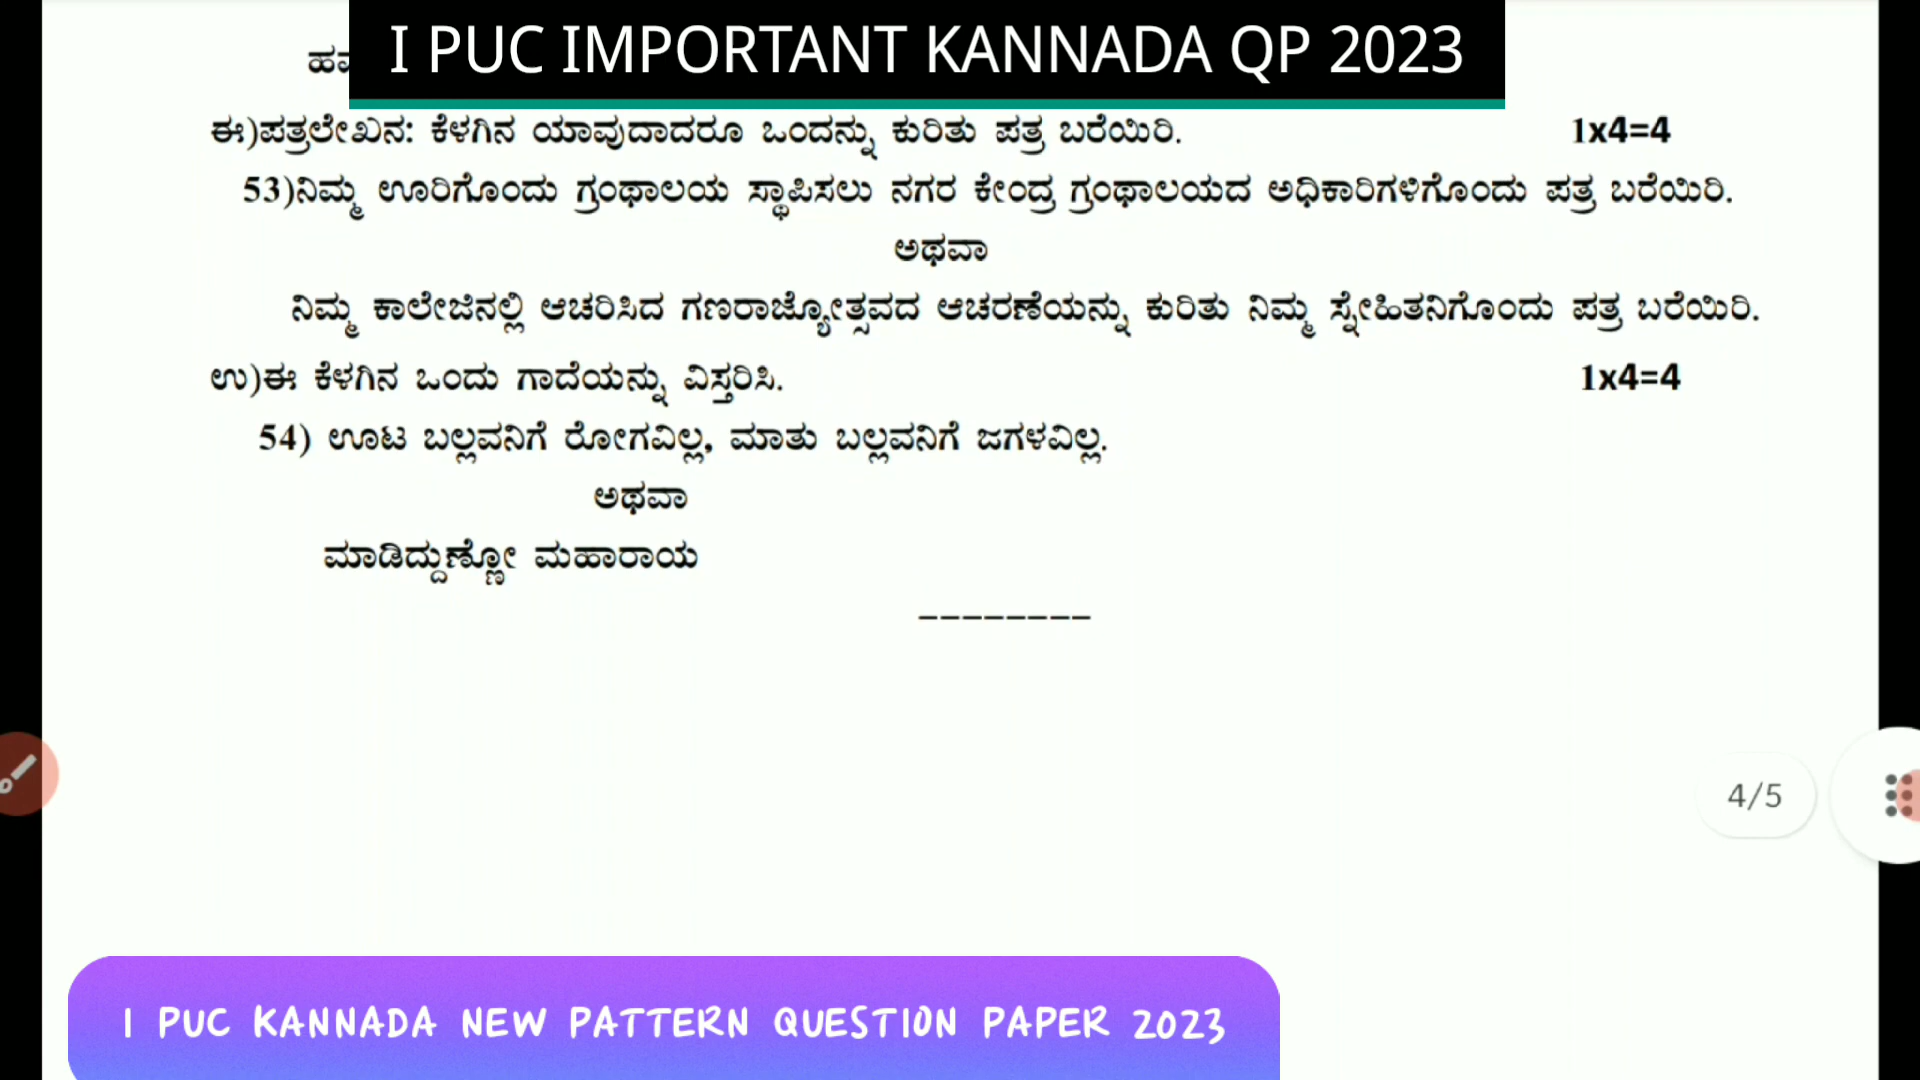 I PUC IMPORTANT KANNADA QP 2023
ಈ)ಪತ್ರಲೇಖನ: ಕೆಳಗಿನ ಯಾವುದಾದರೂ ಒಂದನ್ನು ಕುರಿತು ಪತ್ರ ಬರೆಯಿರಿ. 1x4=4
53)ನಿಮ್ಮ ಊರಿಗೊಂದು ಗ್ರಂಥಾಲಯ ಸ್ಥಾಪಿಸಲು ನಗರ ಕೇಂದ್ರ ಗ್ರಂಥಾಲಯದ ಅಧಿಕಾರಿಗಳಿಗೊಂದು ಪತ್ರ ಬರೆಯಿರಿ.
ಅಥವಾ
ನಿಮ್ಮ ಕಾಲೇಜಿನಲ್ಲಿ ಆಚರಿಸಿದ ಗಣರಾಜ್ಯೋತ್ಸವದ ಆಚರಣೆಯನ್ನು ಕುರಿತು ನಿಮ್ಮ ಸ್ನೇಹಿತನಿಗೊಂದು ಪತ್ರ ಬರೆಯಿರಿ.
ಉ)ಈ ಕೆಳಗಿನ ಒಂದು ಗಾದೆಯನ್ನು ವಿಸ್ತರಿಸಿ. 1x4=4
54) ಊಟ ಬಲ್ಲವನಿಗೆ ರೋಗವಿಲ್ಲ, ಮಾತು ಬಲ್ಲವನಿಗೆ ಜಗಳವಿಲ್ಲ.
ಅಥವಾ
ಮಾಡಿದ್ದುಣ್ಣೋ ಮಹಾರಾಯ
--------
4/5
I PUC KANNADA NEW PATTERN QUESTION PAPER 2023